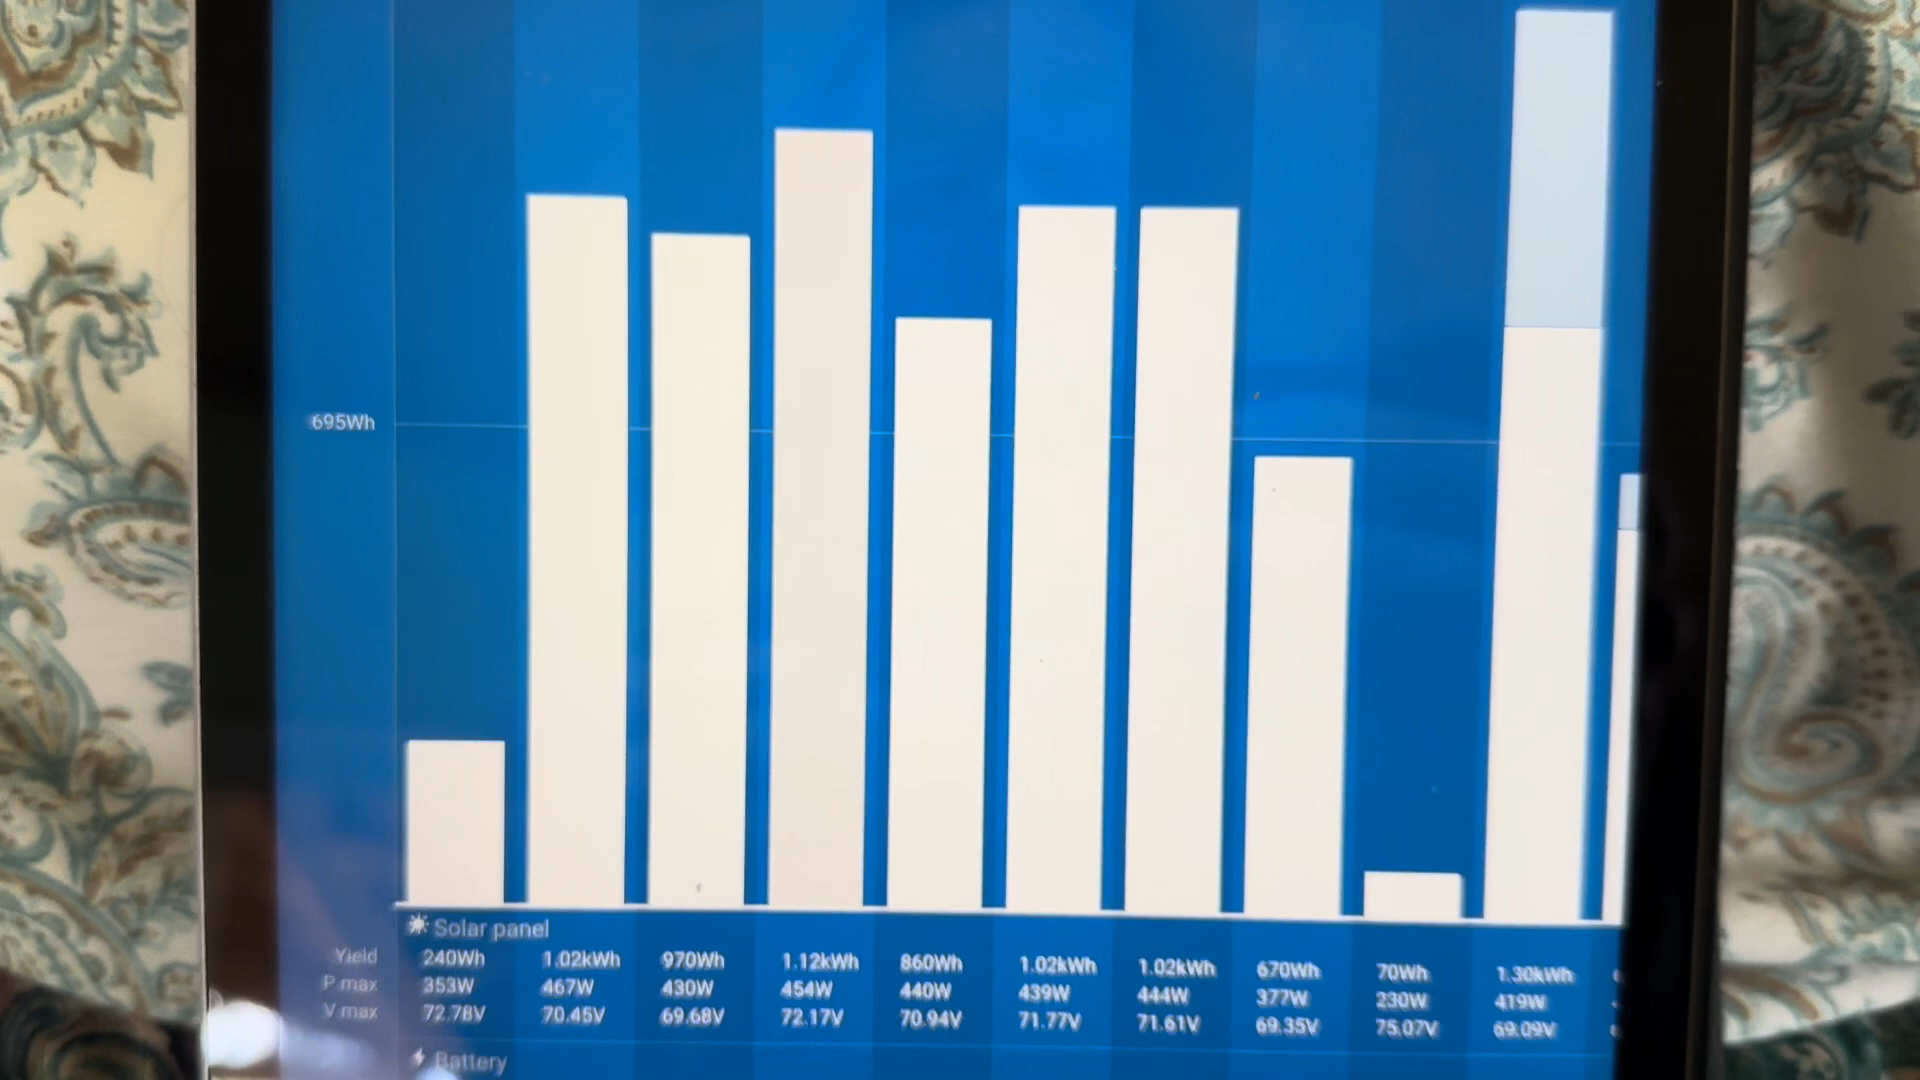 695Wh
Solar panel
Yield 240Wh 1.02kWh 970Wh 1.12kWh 860Wh 1.02kWh 1.02kWh 670Wh 70Wh 1.30kWh
P max 353W 467W 430W 454W 440W 439W 444W 377W 230W 419W
V max 72.78V 70.45V 69.68V 72.17V 70.94V 71.77V 71.61V 69.35V 75.07V 69.09V
Battery